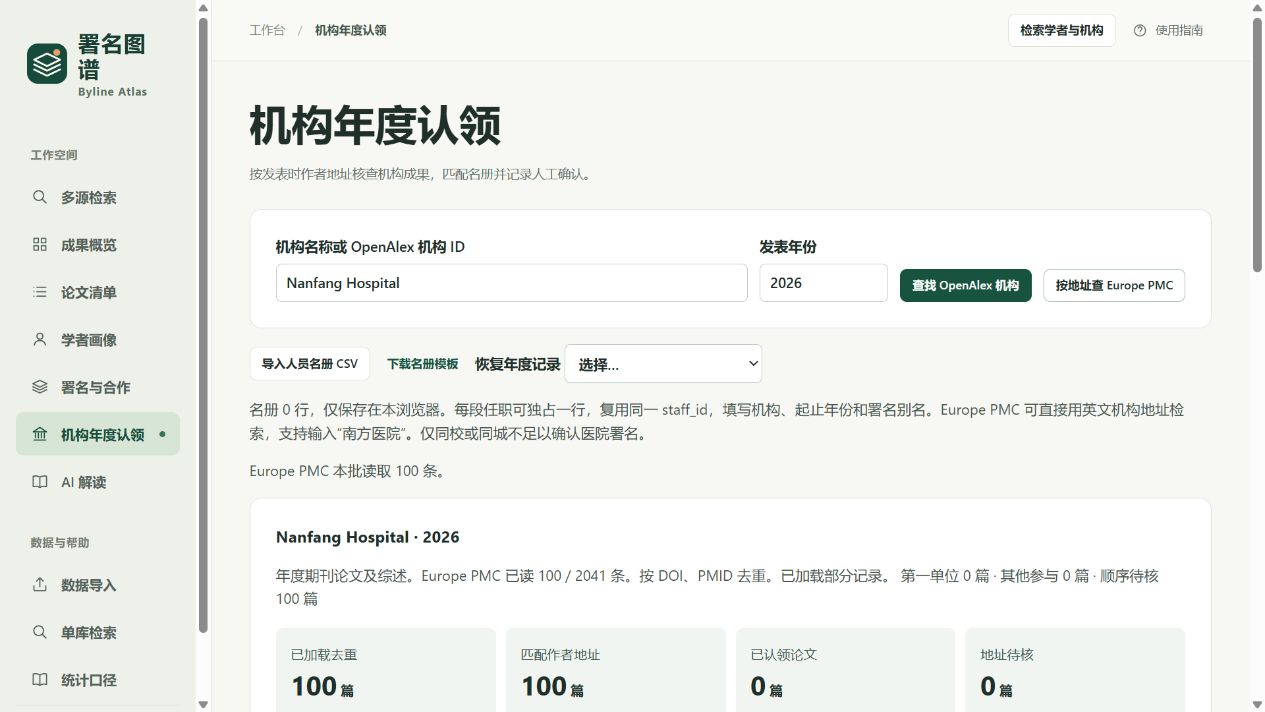 署名图
谱
Byline Atlas
工作空间
多源检索
成果概览
论文清单
学者画像
署名与合作
机构年度认领
AI 解读
数据与帮助
数据导入
单库检索
统计口径
工作台 / 机构年度认领
检索学者与机构
使用指南
机构年度认领
按发表时作者地址核查机构成果，匹配名册并记录人工确认。
机构名称或 OpenAlex 机构 ID
发表年份
Nanfang Hospital
2026
查找 OpenAlex 机构
按地址查 Europe PMC
导入人员名册 CSV
下载名册模板
恢复年度记录
选择...
名册 0 行，仅保存在本浏览器。每段任职可独占一行，复用同一 staff_id，填写机构、起止年份和署名别名。Europe PMC 可直接用英文机构地址检
索，支持输入“南方医院”。仅同校或同城不足以确认医院署名。
Europe PMC 本批读取 100 条。
Nanfang Hospital · 2026
年度期刊论文及综述。Europe PMC 已读 100 / 2041 条。按 DOI、PMID 去重。已加载部分记录。 第一单位 0 篇 · 其他参与 0 篇 · 顺序待核
100 篇
已加载去重
100 篇
匹配作者地址
100 篇
已认领论文
0 篇
地址待核
0 篇